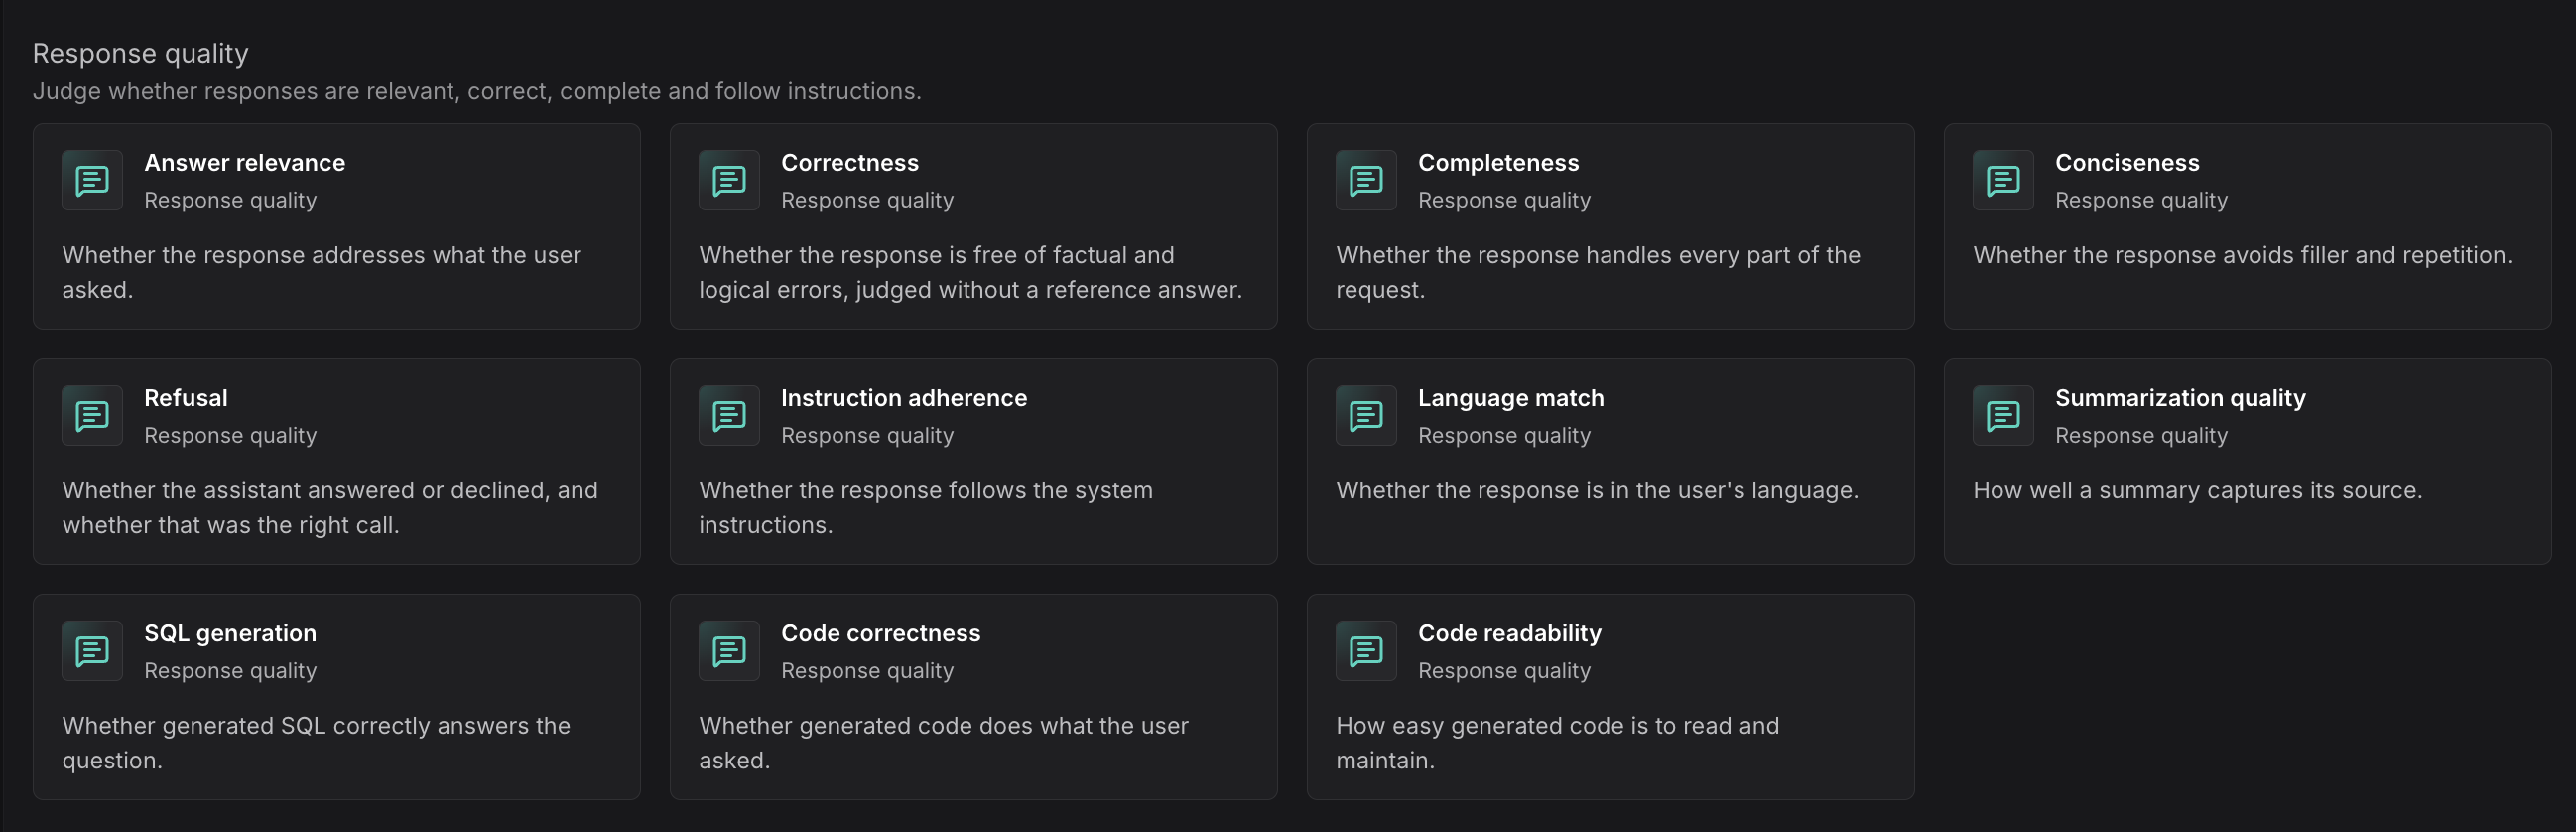 Response quality
Judge whether responses are relevant, correct, complete and follow instructions.
Answer relevance
Response quality
Whether the response addresses what the user
asked.
Correctness
Response quality
Whether the response is free of factual and
logical errors, judged without a reference answer.
Completeness
Response quality
Whether the response handles every part of the
request.
Conciseness
Response quality
Whether the response avoids filler and repetition.
Refusal
Response quality
Whether the assistant answered or declined, and
whether that was the right call.
Instruction adherence
Response quality
Whether the response follows the system
instructions.
Language match
Response quality
Whether the response is in the user's language.
Summarization quality
Response quality
How well a summary captures its source.
SQL generation
Response quality
Whether generated SQL correctly answers the
question.
Code correctness
Response quality
Whether generated code does what the user
asked.
Code readability
Response quality
How easy generated code is to read and
maintain.